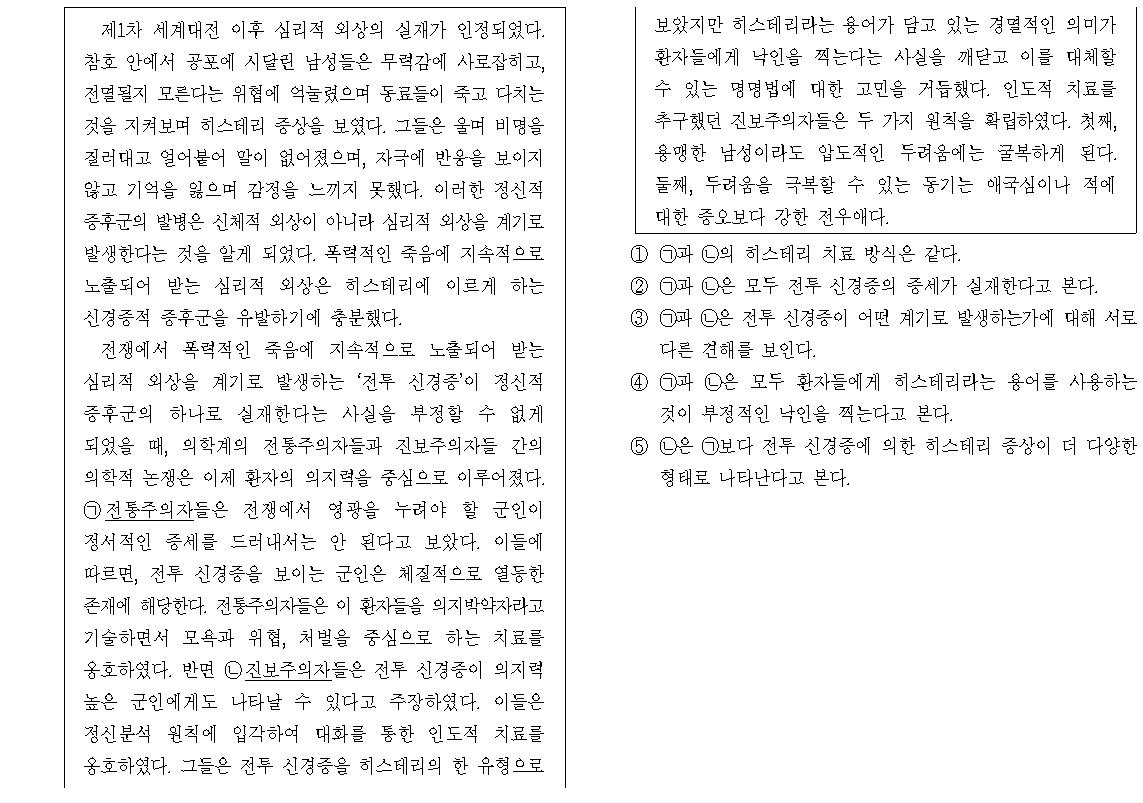 제1차 세계대전 이후 심리적 외상의 실재가 인정되었다.
참호 안에서 공포에 시달린 남성들은 무력감에 사로잡히고,
전멸될지 모른다는 위협에 억눌렸으며 동료들이 죽고 다치는
것을 지켜보며 히스테리 증상을 보였다. 그들은 울며 비명을
질러대고 얼어붙어 말이 없어졌으며, 자극에 반응을 보이지
않고 기억을 잃으며 감정을 느끼지 못했다. 이러한 정신적
증후군의 발병은 신체적 외상이 아니라 심리적 외상을 계기로
발생한다는 것을 알게 되었다. 폭력적인 죽음에 지속적으로
노출되어 받는 심리적 외상은 히스테리에 이르게 하는
신경증적 증후군을 유발하기에 충분했다.
전쟁에서 폭력적인 죽음에 지속적으로 노출되어 받는
심리적 외상을 계기로 발생하는 ‘전투 신경증’이 정신적
증후군의 하나로 실재한다는 사실을 부정할 수 없게
되었을 때, 의학계의 전통주의자들과 진보주의자들 간의
의학적 논쟁은 이제 환자의 의지력을 중심으로 이루어졌다.
㉠전통주의자들은 전쟁에서 영광을 누려야 할 군인이
정서적인 증세를 드러내서는 안 된다고 보았다. 이들에
따르면, 전투 신경증을 보이는 군인은 체질적으로 열등한
존재에 해당한다. 전통주의자들은 이 환자들을 의지박약자라고
기술하면서 모욕과 위협, 처벌을 중심으로 하는 치료를
옹호하였다. 반면 ㉡진보주의자들은 전투 신경증이 의지력
높은 군인에게도 나타날 수 있다고 주장하였다. 이들은
정신분석 원칙에 입각하여 대화를 통한 인도적 치료를
옹호하였다. 그들은 전투 신경증을 히스테리의 한 유형으로
보았지만 히스테리라는 용어가 담고 있는 경멸적인 의미가
환자들에게 낙인을 찍는다는 사실을 깨닫고 이를 대체할
수 있는 명명법에 대한 고민을 거듭했다. 인도적 치료를
추구했던 진보주의자들은 두 가지 원칙을 확립하였다. 첫째,
용맹한 남성이라도 압도적인 두려움에는 굴복하게 된다.
둘째, 두려움을 극복할 수 있는 동기는 애국심이나 적에
대한 증오보다 강한 전우애다.
① ㉠과 ㉡의 히스테리 치료 방식은 같다.
② ㉠과 ㉡은 모두 전투 신경증의 증세가 실재한다고 본다.
③ ㉠과 ㉡은 전투 신경증이 어떤 계기로 발생하는가에 대해 서로
다른 견해를 보인다.
④ ㉠과 ㉡은 모두 환자들에게 히스테리라는 용어를 사용하는
것이 부정적인 낙인을 찍는다고 본다.
⑤ ㉡은 ㉠보다 전투 신경증에 의한 히스테리 증상이 더 다양한
형태로 나타난다고 본다.